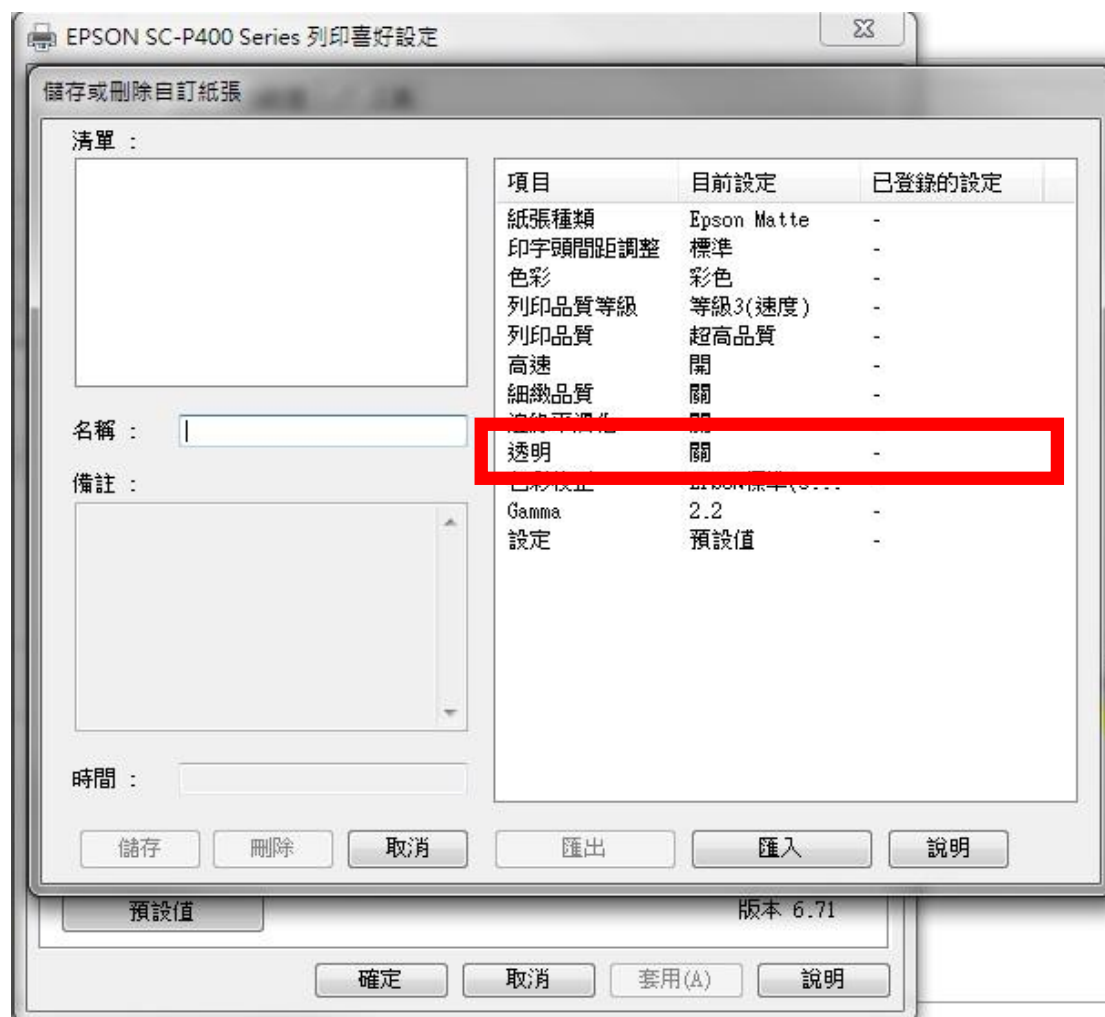 EPSON SC-P400 Series 列印喜好設定
儲存或刪除自訂紙張
清單 :
名稱 :
備註 :
時間 :
項目 目前設定 已登錄的設定
紙張種類 Epson Matte -
印字頭間距調整 標準 -
色彩 彩色 -
列印品質等級 等級3(速度) -
列印品質 超高品質 -
高速 開 -
細緻品質 關 -
透明 關 -
Gamma 2.2 -
設定 預設值 -
儲存 刪除 取消 匯出 匯入 說明
預設值 版本 6.71
確定 取消 套用(A) 說明